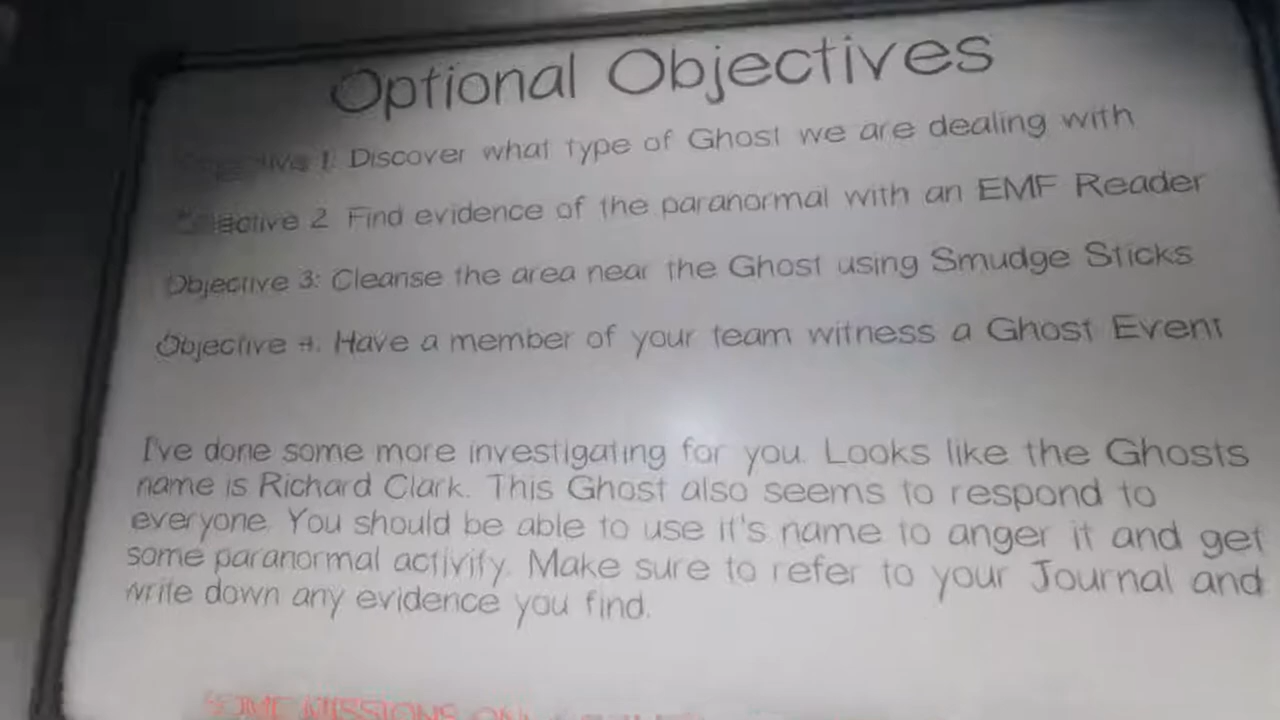 Optional Objectives
1: Discover what type of Ghost we are dealing with
Objective 2: Find evidence of the paranormal with an EMF Reader
Objective 3: Cleanse the area near the Ghost using Smudge Sticks
Objective 4: Have a member of your team witness a Ghost Event
I've done some more investigating for you. Looks like the Ghosts
name is Richard Clark. This Ghost also seems to respond to
everyone. You should be able to use it's name to anger it and get
some paranormal activity. Make sure to refer to your Journal and
write down any evidence you find.
SOME MISSIONS